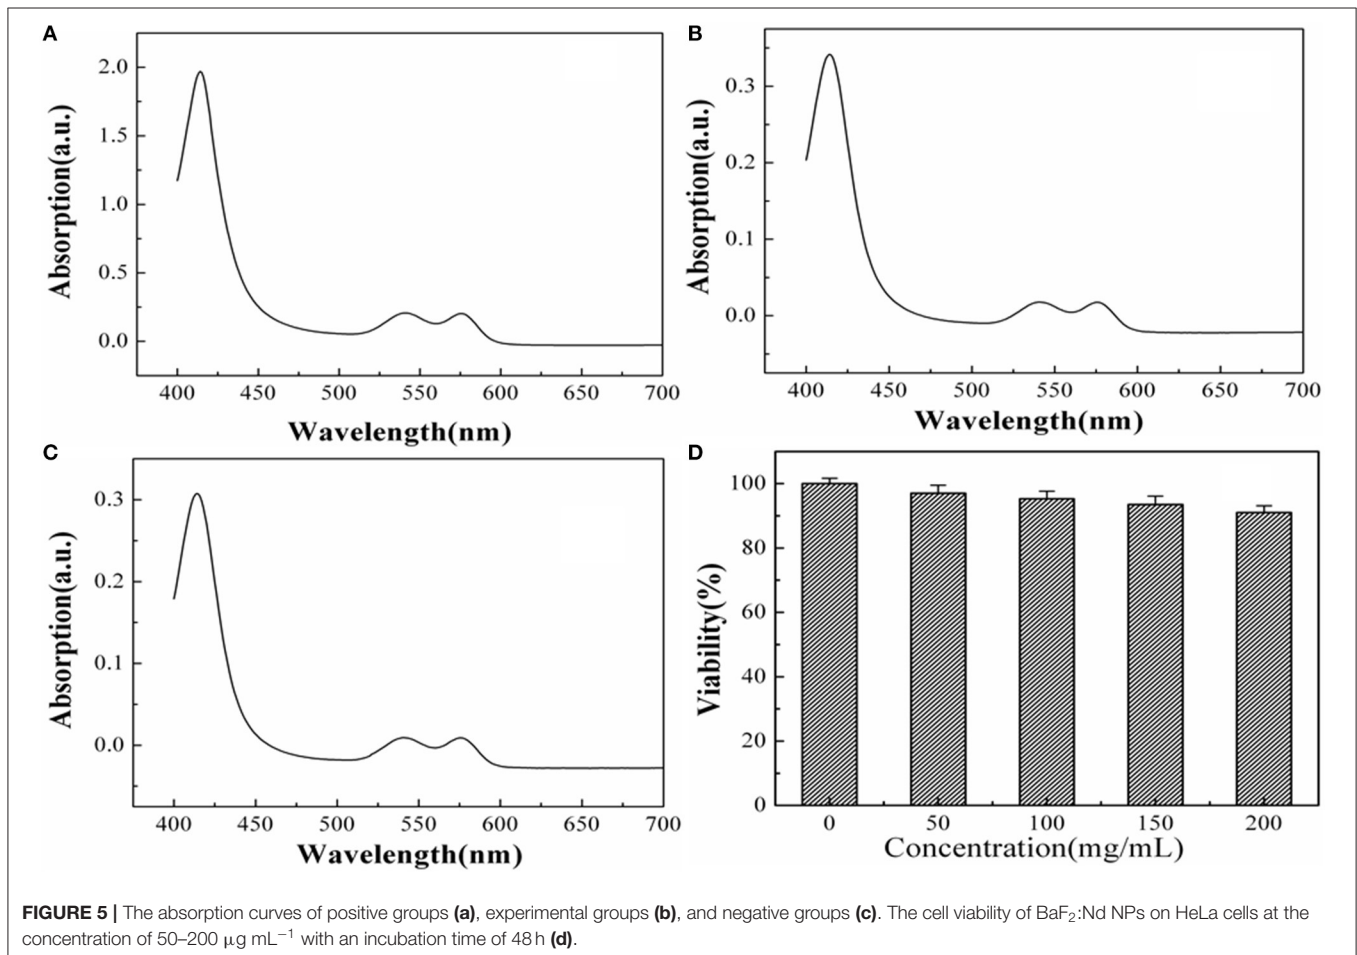 A
2.0
1.5
1.0
0.5
0.0
Absorption(a.u.)
400 450 500 550 600 650 700
Wavelength(nm)
B
0.3
0.2
0.1
0.0
Absorption(a.u.)
400 450 500 550 600 650 700
Wavelength(nm)
C
0.3
0.2
0.1
0.0
Absorption(a.u.)
400 450 500 550 600 650 700
Wavelength(nm)
D
100
80
60
40
20
0
Viability(%)
0 50 100 150 200
Concentration(mg/mL)
FIGURE 5 | The absorption curves of positive groups (a), experimental groups (b), and negative groups (c). The cell viability of BaF₂:Nd NPs on HeLa cells at the
concentration of 50–200 μg mL⁻¹ with an incubation time of 48 h (d).